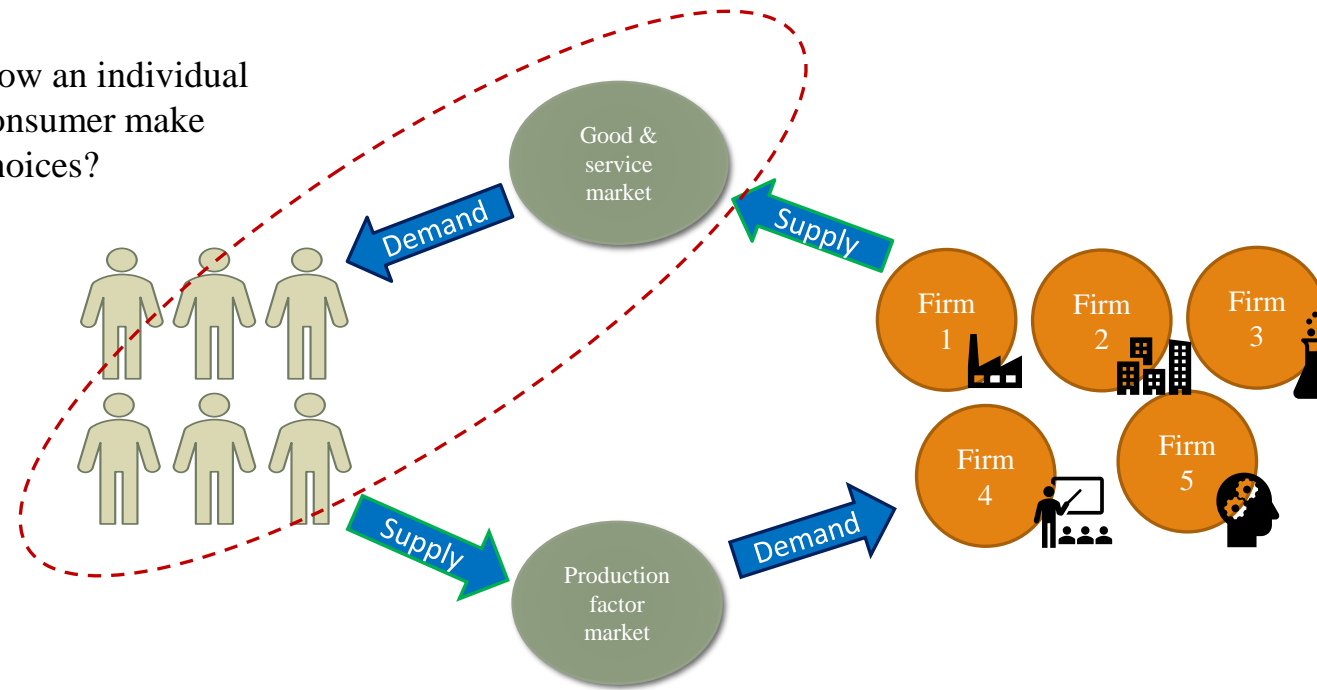 ow an individual
onsumer make
hoices?
Good &
service
market
Demand
Supply
Firm
1
Firm
2
Firm
3
Firm
4
Firm
5
Supply
Demand
Production
factor
market